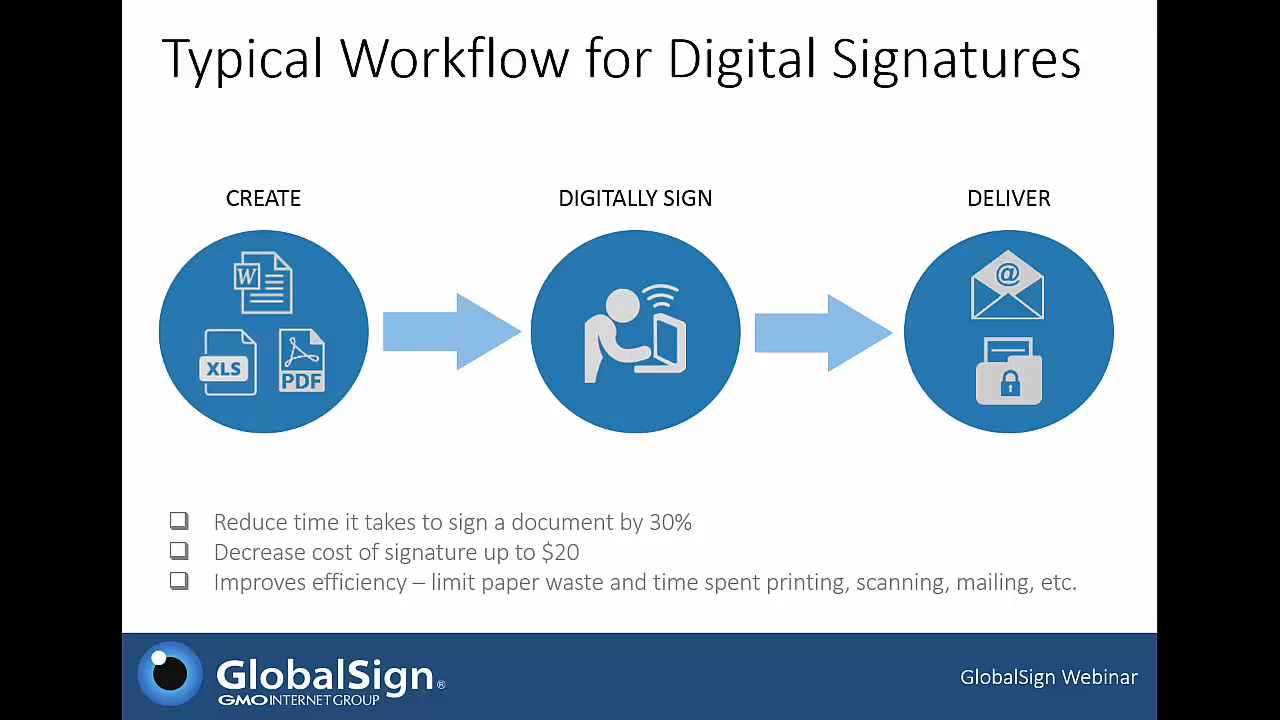 Typical Workflow for Digital Signatures
CREATE
DIGITALLY SIGN
DELIVER
W
XLS
PDF
@
Reduce time it takes to sign a document by 30%
Decrease cost of signature up to $20
Improves efficiency – limit paper waste and time spent printing, scanning, mailing, etc.
GlobalSign®
GMO INTERNET GROUP
GlobalSign Webinar